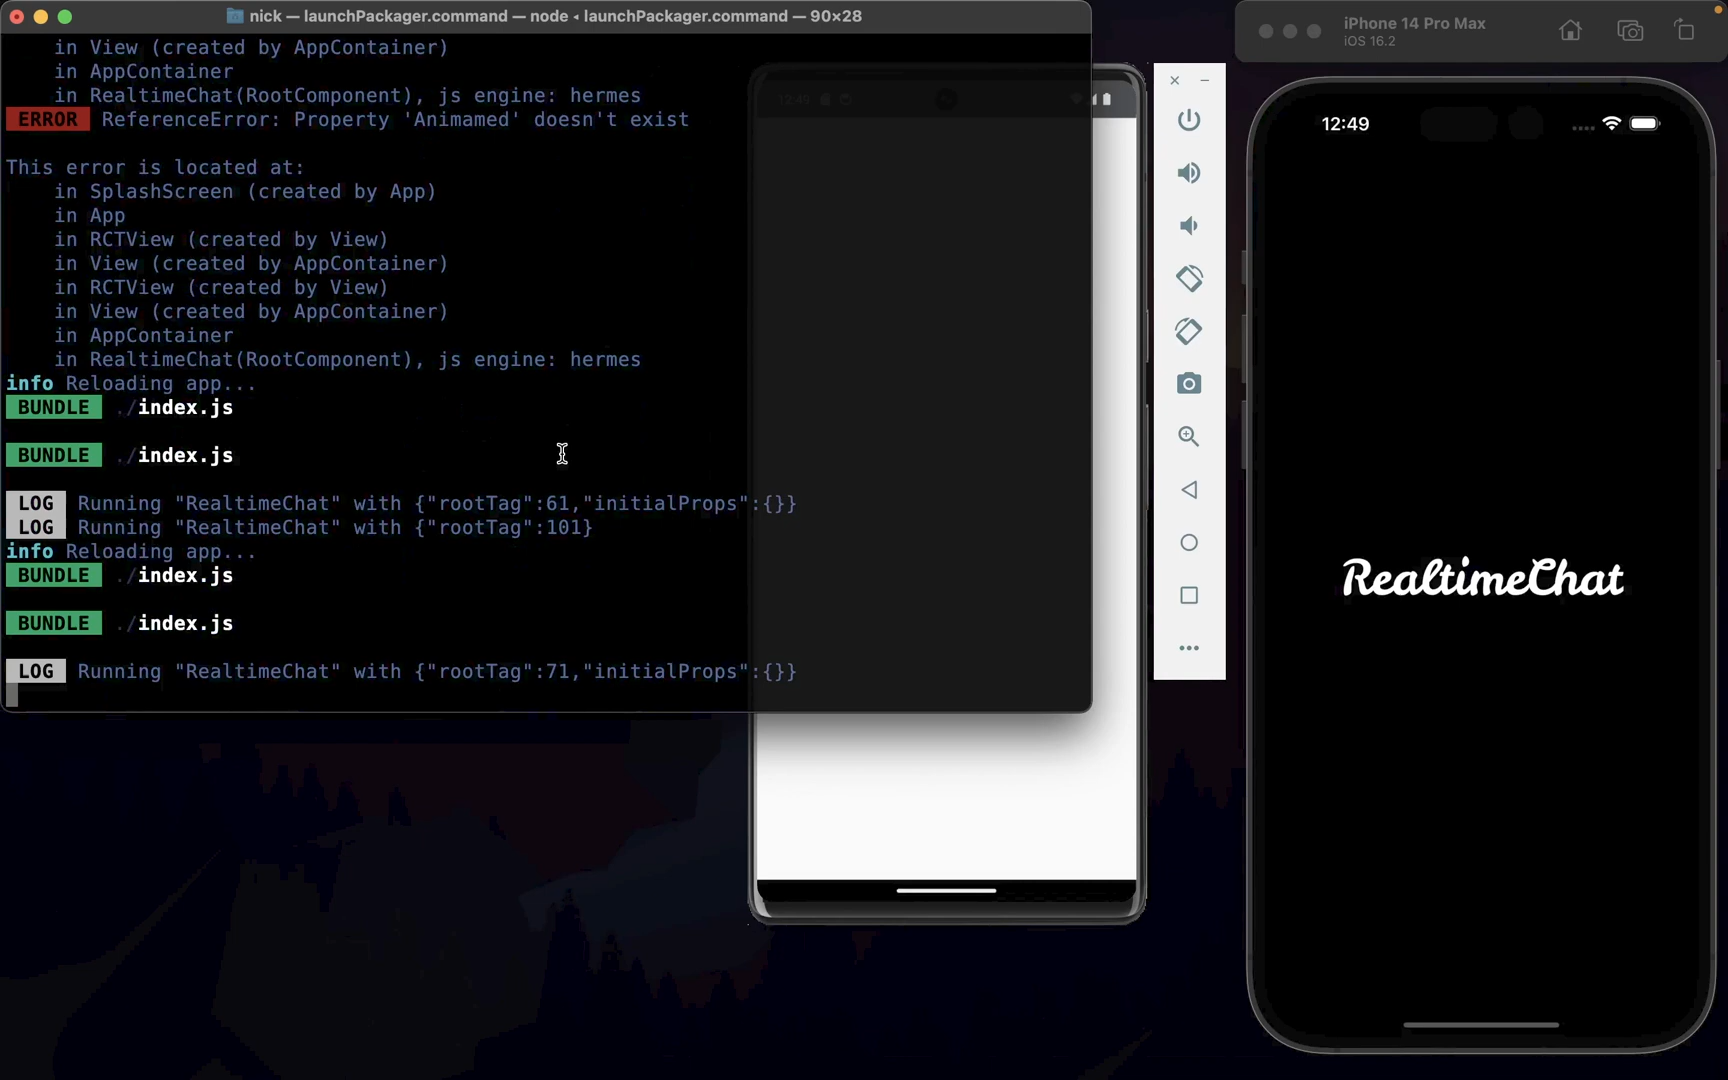 nick — launchPackager.command — node ◂ launchPackager.command — 90×28
in View (created by AppContainer)
in AppContainer
in RealtimeChat(RootComponent), js engine: hermes
ERROR ReferenceError: Property 'Animamed' doesn't exist
This error is located at:
in SplashScreen (created by App)
in App
in RCTView (created by View)
in View (created by AppContainer)
in RCTView (created by View)
in View (created by AppContainer)
in AppContainer
in RealtimeChat(RootComponent), js engine: hermes
info Reloading app...
BUNDLE ./index.js
BUNDLE ./index.js
LOG Running "RealtimeChat" with {"rootTag":61,"initialProps":{}}
LOG Running "RealtimeChat" with {"rootTag":101}
info Reloading app...
BUNDLE ./index.js
BUNDLE ./index.js
LOG Running "RealtimeChat" with {"rootTag":71,"initialProps":{}}
12:49
iPhone 14 Pro Max
iOS 16.2
12:49
RealtimeChat